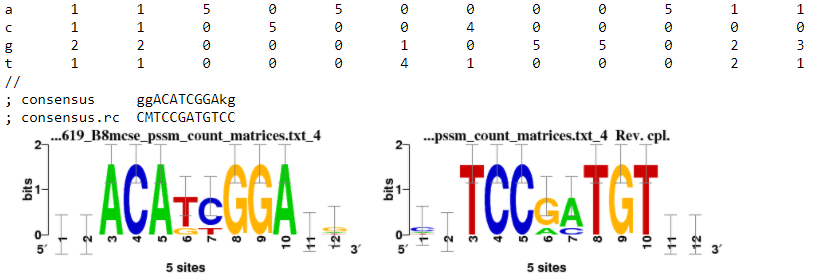 a 1 1 5 0 5 0 0 0 0 5 1 1
c 1 1 0 5 0 0 4 0 0 0 0 0
g 2 2 0 0 0 1 0 5 5 0 2 3
t 1 1 0 0 0 4 1 0 0 0 2 1
//
; consensus ggACATCGGAkg
; consensus.rc CMTCCGATGTCC
...619_B8mcse_pssm_count_matrices.txt_4
2
1
0
bits
ACATCGGA
5′ 1 2 3 4 5 6 7 8 9 10 11 12 3′
5 sites
...pssm_count_matrices.txt_4 Rev. cpl.
2
1
0
bits
TCCGATGT
5′ 1 2 3 4 5 6 7 8 9 10 11 12 3′
5 sites